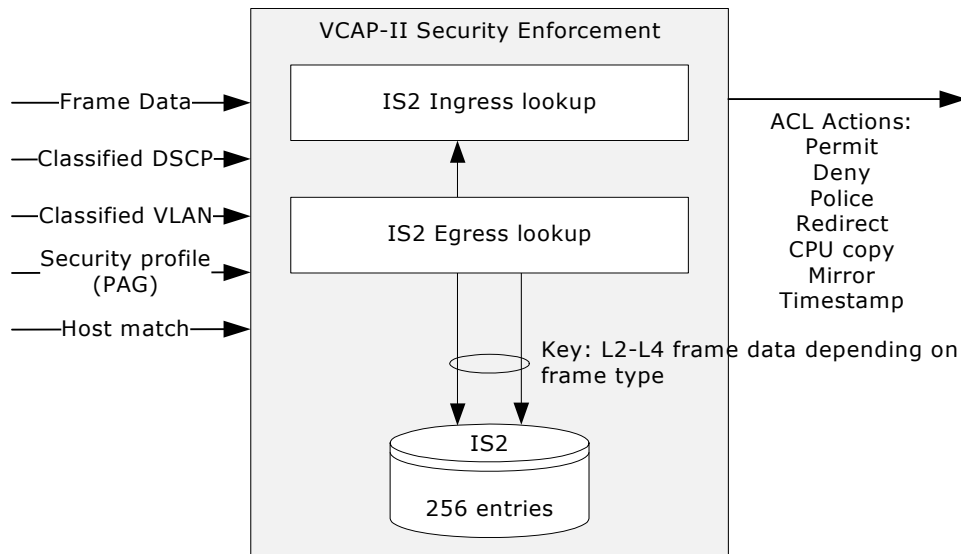 VCAP-II Security Enforcement
IS2 Ingress lookup
IS2 Egress lookup
Frame Data
Classified DSCP
Classified VLAN
Security profile
(PAG)
Host match
ACL Actions:
Permit
Deny
Police
Redirect
CPU copy
Mirror
Timestamp
Key: L2-L4 frame data depending on
frame type
IS2
256 entries